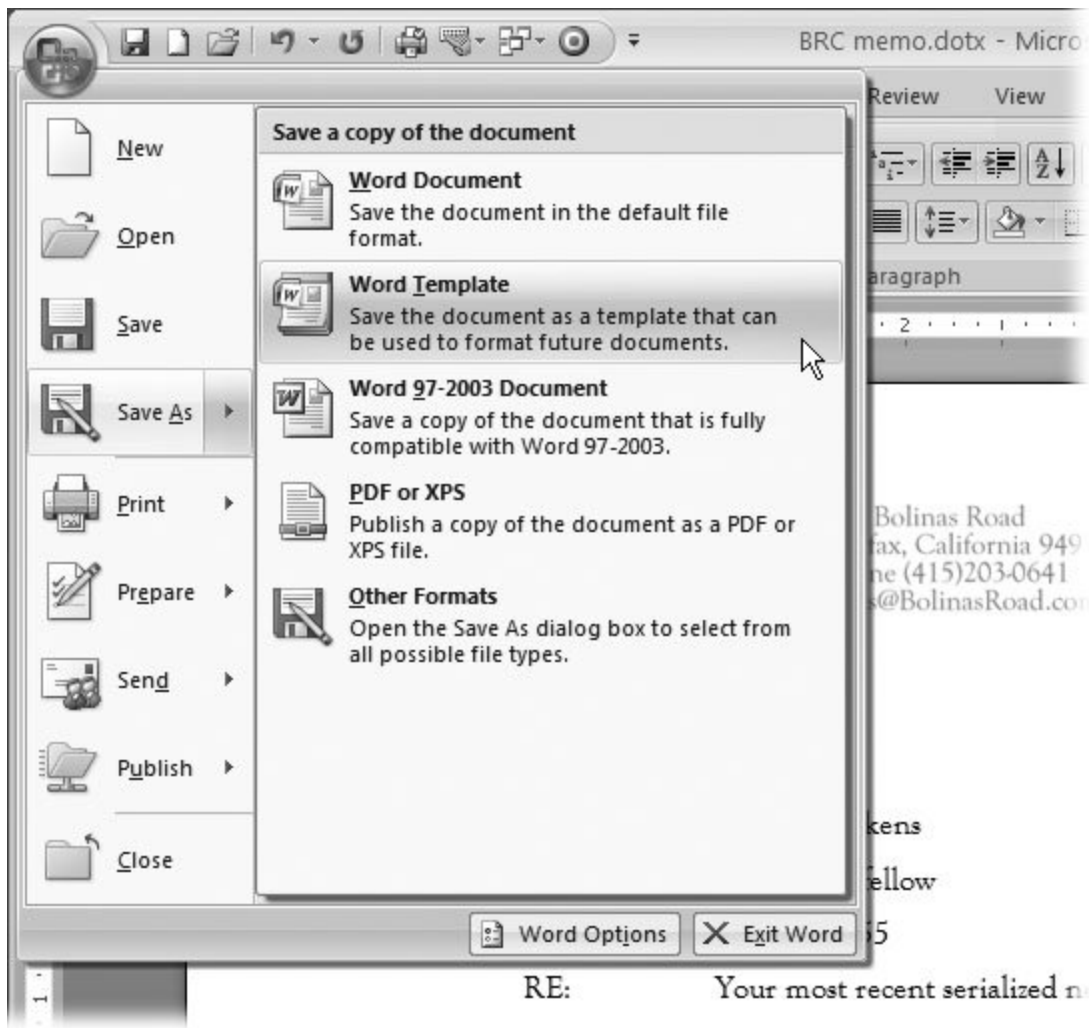 BRC memo.dotx - Micro
Review View
New
Open
Save
Save As
Print
Prepare
Send
Publish
Close
Save a copy of the document
Word Document
Save the document in the default file
format.
Word Template
Save the document as a template that can
be used to format future documents.
Word 97-2003 Document
Save a copy of the document that is fully
compatible with Word 97-2003.
PDF or XPS
Publish a copy of the document as a PDF or
XPS file.
Other Formats
Open the Save As dialog box to select from
all possible file types.
Word Options
Exit Word
aragraph
2
Bolinas Road
fax, California 949
ne (415)203-0641
s@BolinasRoad.com
kens
fellow
55
RE: Your most recent serialized n
1